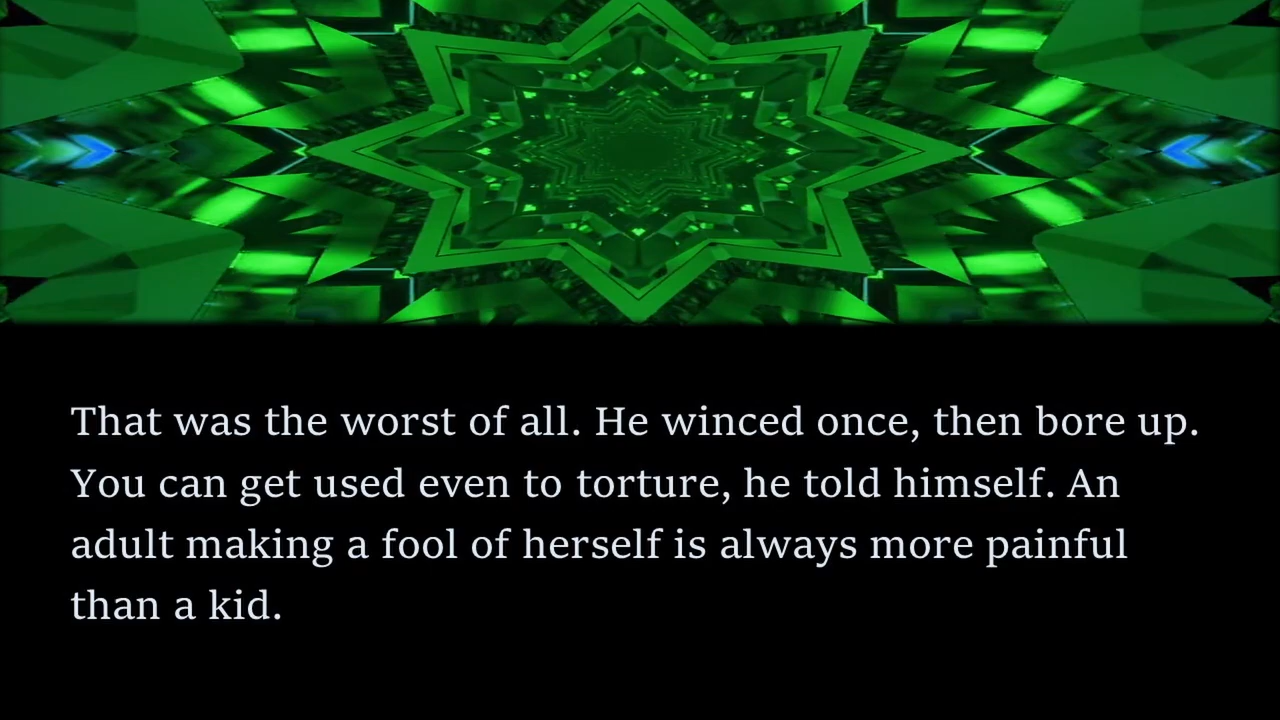 That was the worst of all. He winced once, then bore up.
You can get used even to torture, he told himself. An
adult making a fool of herself is always more painful
than a kid.